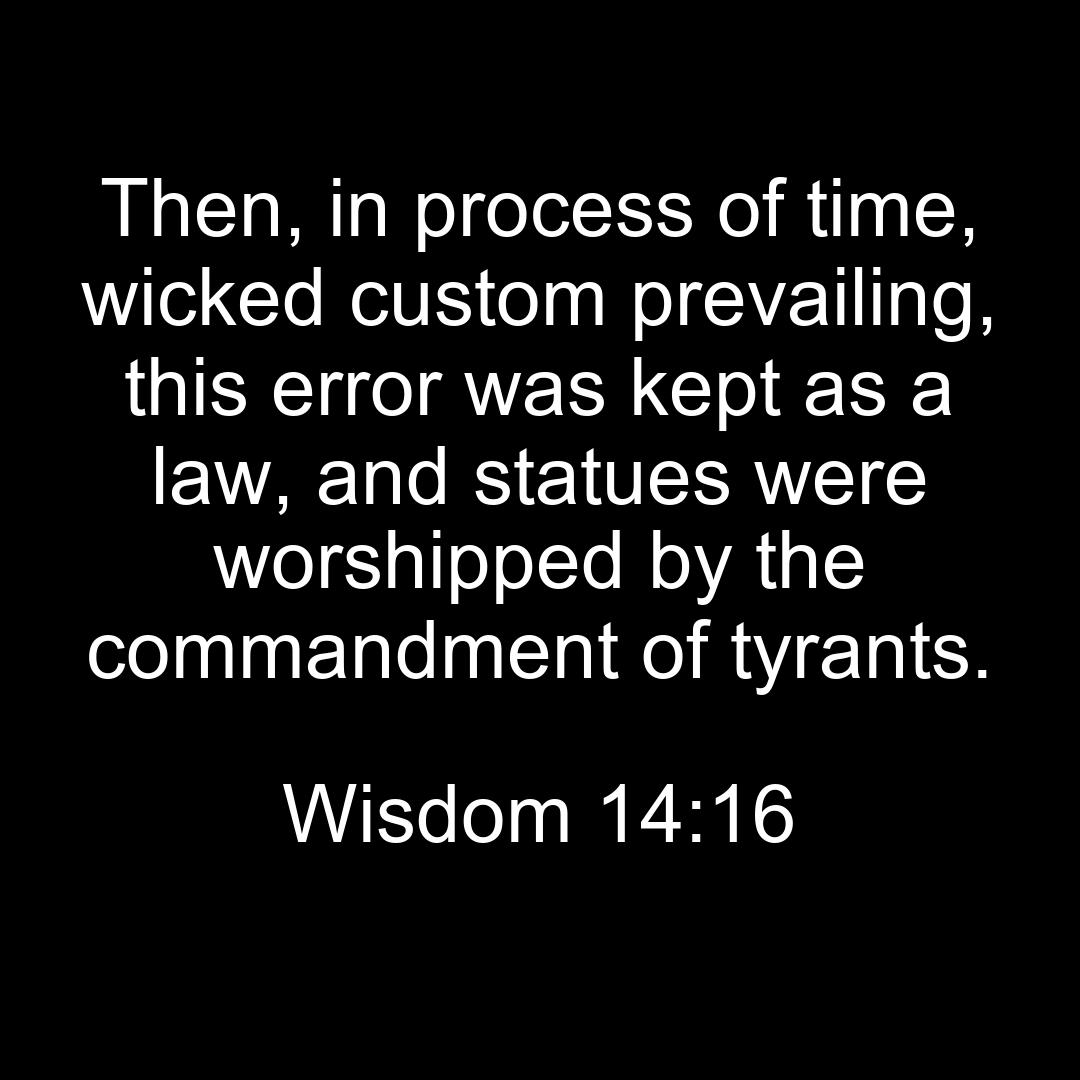 Then, in process of time,
wicked custom prevailing,
this error was kept as a
law, and statues were
worshipped by the
commandment of tyrants.
Wisdom 14:16